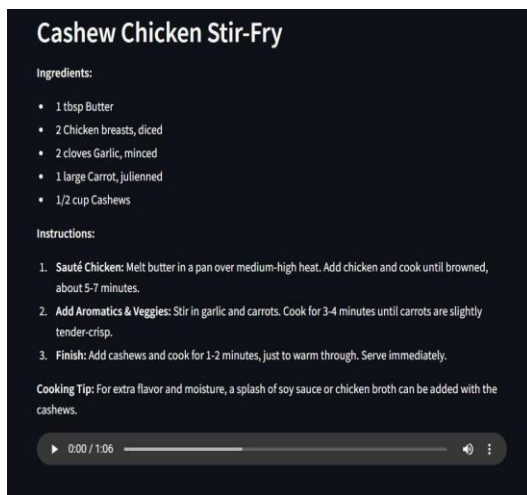 Cashew Chicken Stir-Fry
Ingredients:
• 1 tbsp Butter
• 2 Chicken breasts, diced
• 2 cloves Garlic, minced
• 1 large Carrot, julienned
• 1/2 cup Cashews
Instructions:
1. Sauté Chicken: Melt butter in a pan over medium-high heat. Add chicken and cook until browned,
about 5-7 minutes.
2. Add Aromatics & Veggies: Stir in garlic and carrots. Cook for 3-4 minutes until carrots are slightly
tender-crisp.
3. Finish: Add cashews and cook for 1-2 minutes, just to warm through. Serve immediately.
Cooking Tip: For extra flavor and moisture, a splash of soy sauce or chicken broth can be added with the
cashews.
0:00 / 1:06